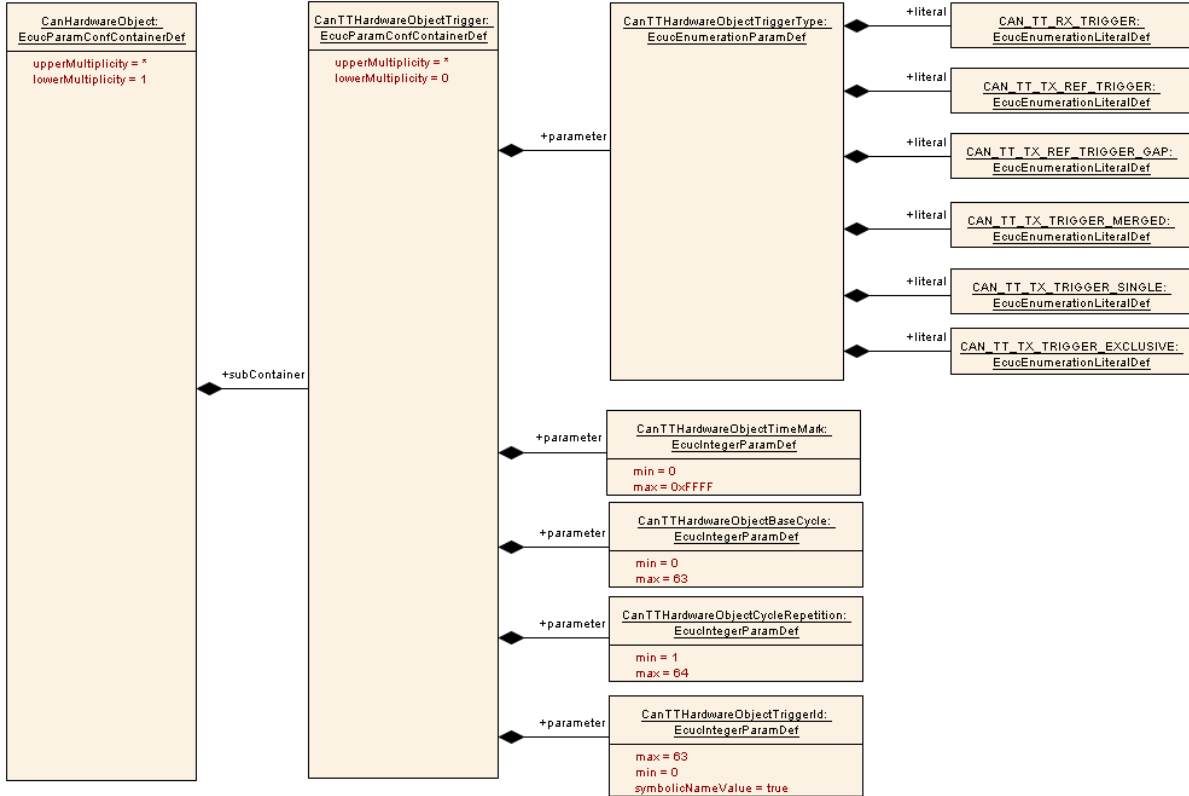 CanHardwareObject:
EcucParamConfContainerDef
upperMultiplicity = *
lowerMultiplicity = 1
+subContainer
CanTTHardwareObjectTrigger:
EcucParamConfContainerDef
upperMultiplicity = *
lowerMultiplicity = 0
+parameter
CanTTHardwareObjectTriggerType:
EcucEnumerationParamDef
+literal
CAN_TT_RX_TRIGGER:
EcucEnumerationLiteralDef
+literal
CAN_TT_TX_REF_TRIGGER:
EcucEnumerationLiteralDef
+literal
CAN_TT_TX_REF_TRIGGER_GAP:
EcucEnumerationLiteralDef
+literal
CAN_TT_TX_TRIGGER_MERGED:
EcucEnumerationLiteralDef
+literal
CAN_TT_TX_TRIGGER_SINGLE:
EcucEnumerationLiteralDef
+literal
CAN_TT_TX_TRIGGER_EXCLUSIVE:
EcucEnumerationLiteralDef
+parameter
CanTTHardwareObjectTimeMark:
EcucIntegerParamDef
min = 0
max = 0xFFFF
+parameter
CanTTHardwareObjectBaseCycle:
EcucIntegerParamDef
min = 0
max = 63
+parameter
CanTTHardwareObjectCycleRepetition:
EcucIntegerParamDef
min = 1
max = 64
+parameter
CanTTHardwareObjectTriggerId:
EcucIntegerParamDef
max = 63
min = 0
symbolicNameValue = true